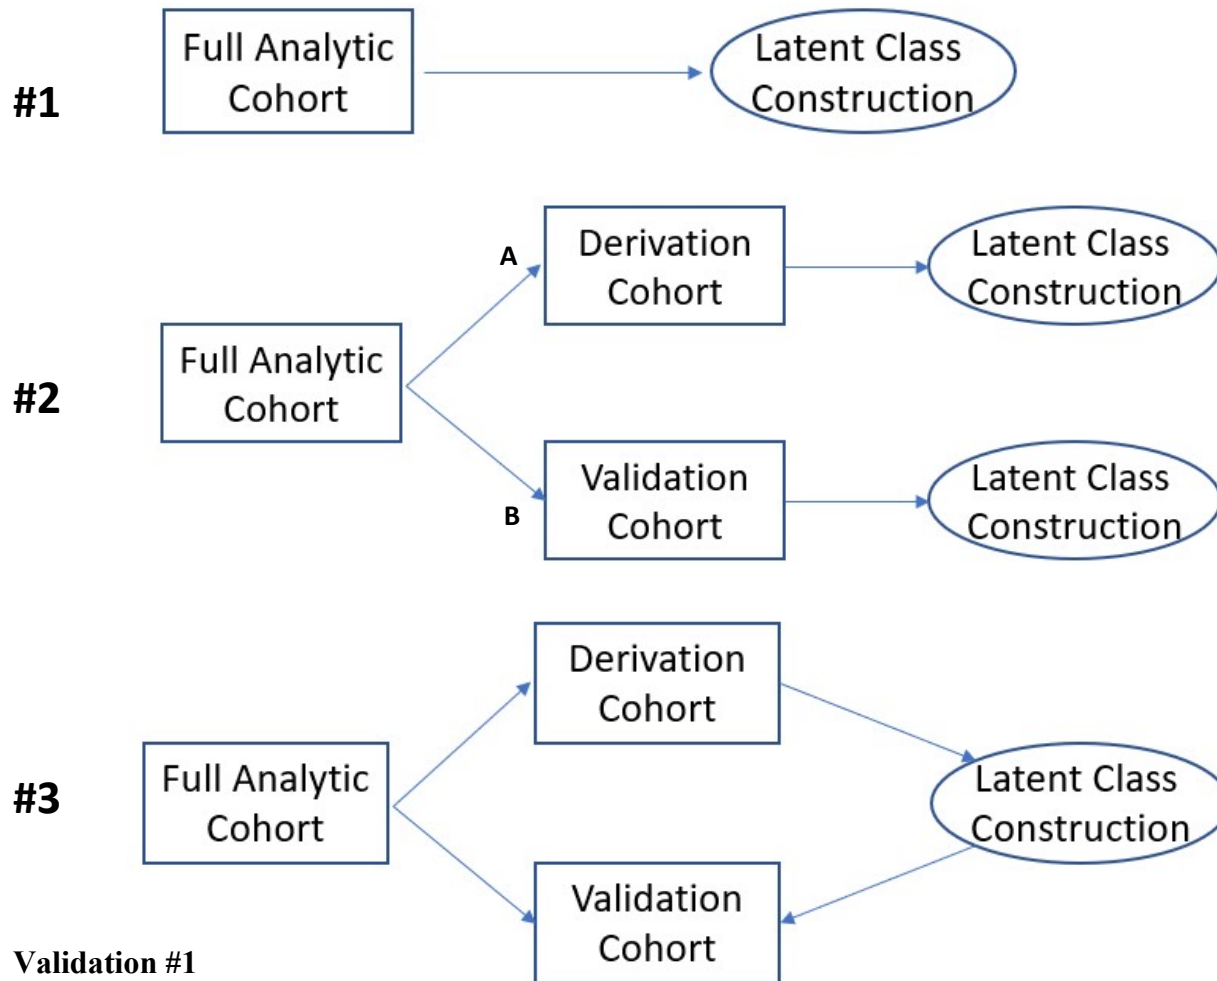 #1
Full Analytic
Cohort
Latent Class
Construction
#2
Full Analytic
Cohort
A
Derivation
Cohort
Latent Class
Construction
B
Validation
Cohort
Latent Class
Construction
#3
Full Analytic
Cohort
Derivation
Cohort
Latent Class
Construction
Validation
Cohort
Validation #1